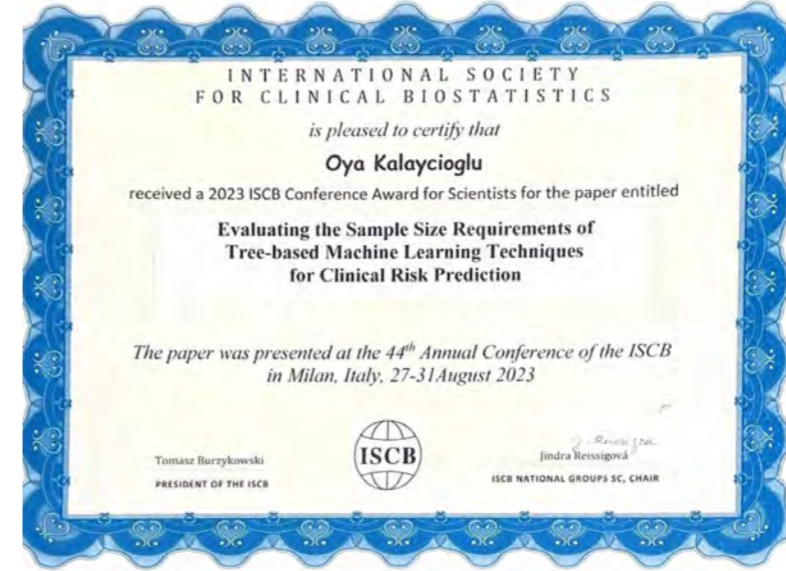 INTERNATIONAL SOCIETY
FOR CLINICAL BIOSTATISTICS
is pleased to certify that
Oya Kalaycioglu
received a 2023 ISCB Conference Award for Scientists for the paper entitled
Evaluating the Sample Size Requirements of
Tree-based Machine Learning Techniques
for Clinical Risk Prediction
The paper was presented at the 44th Annual Conference of the ISCB
in Milan, Italy, 27-31August 2023
ISCB
J. Reissigová
Tomasz Burzykowski
Jindra Reissigová
PRESIDENT OF THE ISCB
ISCB NATIONAL GROUPS SC, CHAIR